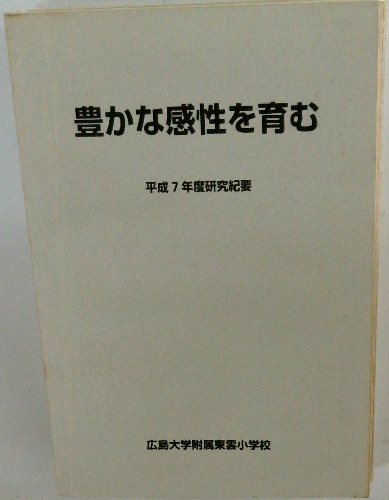 豊かな感性を育む
平成7年度研究紀要
広島大学附属東雲小学校